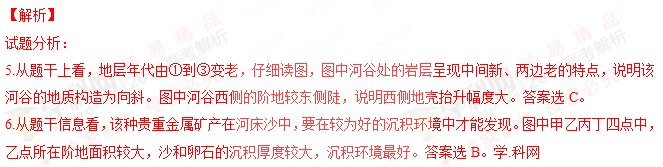 【解析】
试题分析：
5.从题干上看，地层年代由①到③变老，仔细读图，图中河谷处的岩层呈现中间新、两边老的特点，说明该
河谷的地质构造为向斜。图中河谷西侧的阶地较东侧陡，说明西侧地壳抬升幅度大。答案选 C。
6.从题干信息看，该种贵重金属矿产在河床沙中，要在较为好的沉积环境中才能发现。图中甲乙丙丁四点中，
乙点所在阶地面积较大，沙和卵石的沉积厚度较大，沉积环境最好。答案选 B。学.科网